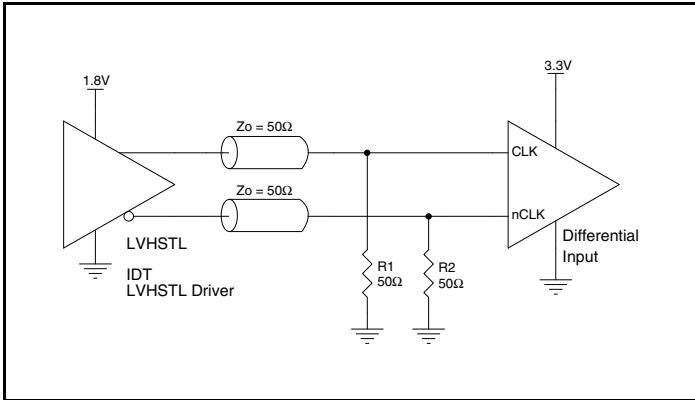 1.8V
3.3V
Zo = 50Ω
CLK
Zo = 50Ω
nCLK
LVHSTL
IDT
LVHSTL Driver
R1
50Ω
R2
50Ω
Differential
Input